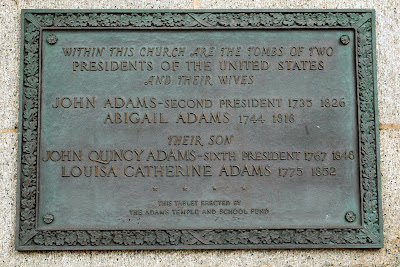 WITHIN THIS CHURCH ARE THE TOMBS OF TWO
PRESIDENTS OF THE UNITED STATES
AND THEIR WIVES
JOHN ADAMS-SECOND PRESIDENT 1735 1826
ABIGAIL ADAMS 1744 1818
THEIR SON
JOHN QUINCY ADAMS-SIXTH PRESIDENT 1767 1848
LOUISA CATHERINE ADAMS 1775 1852
THIS TABLET ERECTED BY
THE ADAMS TEMPLE AND SCHOOL FUND